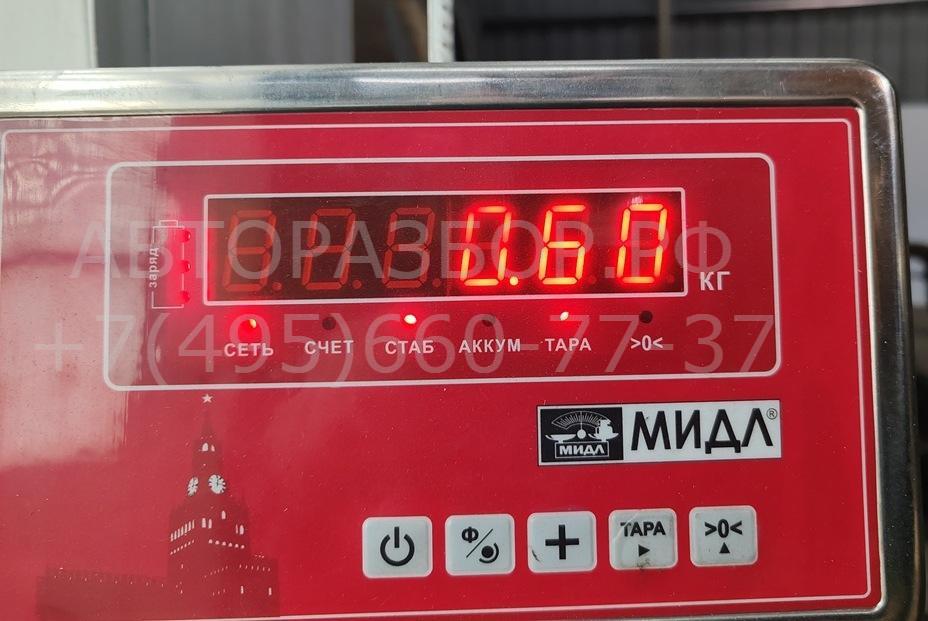 АВТОРАЗБОР.РФ
заряд
0.60
КГ
+7(495)660-77-37
СЕТЬ СЧЕТ СТАБ АККУМ ТАРА >0<
МИДЛ МИДЛ®
Ф/ + ТАРА >0<